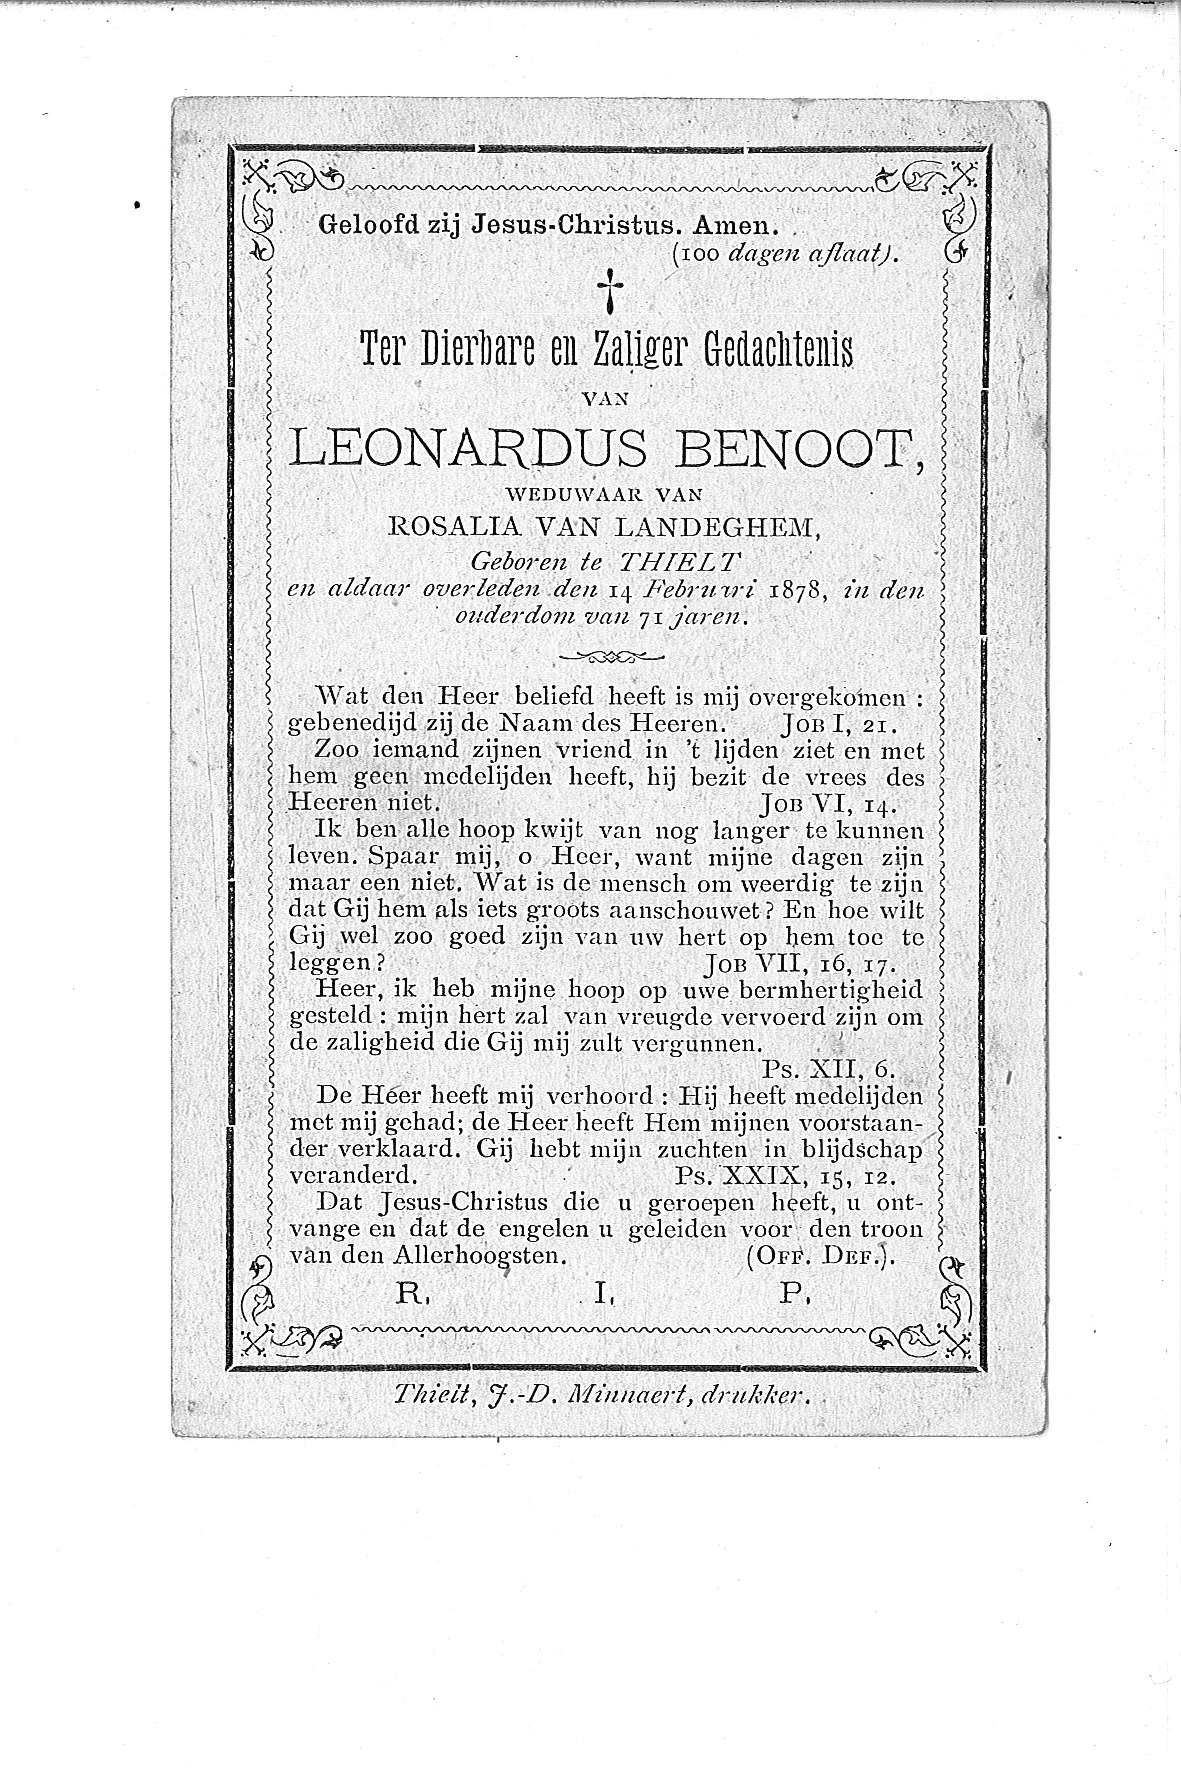 Geloofd zij Jesus-Christus. Amen.
(100 dagen aflaat).
†
Ter Dierbare en Zaliger Gedachtenis
VAN
LEONARDUS BENOOT,
WEDUWAAR VAN
ROSALIA VAN LANDEGHEM,
Geboren te THIELT
en aldaar overleden den 14 Februari 1878, in den
ouderdom van 71 jaren.
Wat den Heer beliefd heeft is mij overgekomen :
gebenedijd zij de Naam des Heeren. JOB I, 21.
Zoo iemand zijnen vriend in 't lijden ziet en met
hem geen medelijden heeft, hij bezit de vrees des
Heeren niet. JOB VI, 14.
Ik ben alle hoop kwijt van nog langer te kunnen
leven. Spaar mij, o Heer, want mijne dagen zijn
maar een niet. Wat is de mensch om weerdig te zijn
dat Gij hem als iets groots aanschouwet ? En hoe wilt
Gij wel zoo goed zijn van uw hert op hem toe te
leggen ? JOB VII, 16, 17.
Heer, ik heb mijne hoop op uwe bermhertigheid
gesteld : mijn hert zal van vreugde vervoerd zijn om
de zaligheid die Gij mij zult vergunnen.
Ps. XII, 6.
De Heer heeft mij verhoord : Hij heeft medelijden
met mij gehad; de Heer heeft Hem mijnen voorstaan-
der verklaard. Gij hebt mijn zuchten in blijdschap
veranderd. Ps. XXIX, 15, 12.
Dat Jesus-Christus die u geroepen heeft, u ont-
vange en dat de engelen u geleiden voor den troon
van den Allerhoogsten. (OFF. DEF.).
R. I. P.
Thielt, J.-D. Minnaert, drukker.